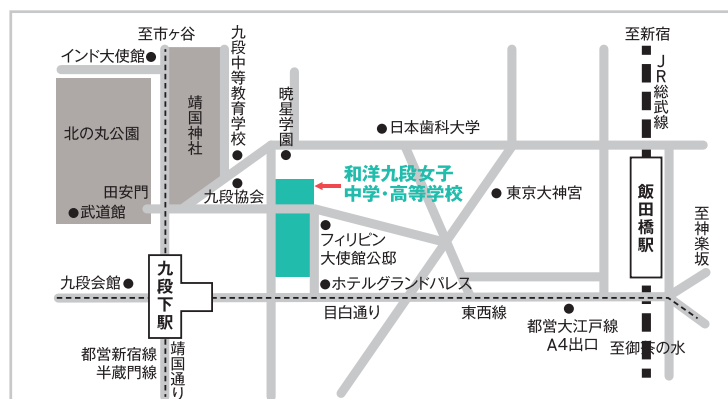 至市ヶ谷
インド大使館
九段中等教育学校
暁星学園
日本歯科大学
至新宿
JR総武線
北の丸公園
靖国神社
和洋九段女子
中学・高等学校
田安門
武道館
九段協会
東京大神宮
飯田橋駅
至神楽坂
フィリピン
大使館公邸
九段会館
九段下駅
ホテルグランドパレス
目白通り
東西線
都営大江戸線
A4出口
至御茶の水
都営新宿線
半蔵門線
靖国通り